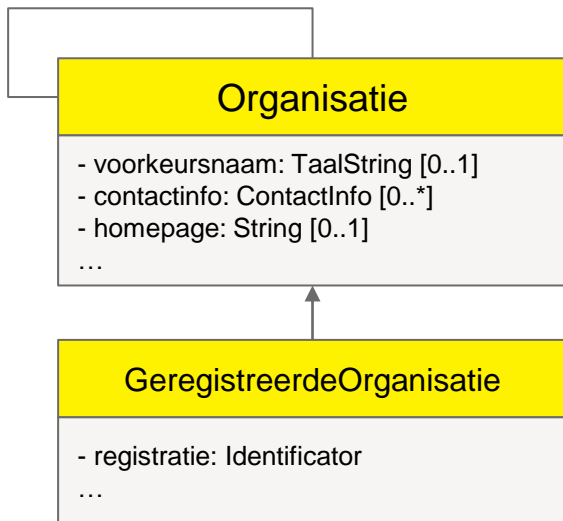 Organisatie
- voorkeursnaam: TaalString [0..1]
- contactinfo: ContactInfo [0..*]
- homepage: String [0..1]
…
GeregistreerdeOrganisatie
- registratie: Identificator
…